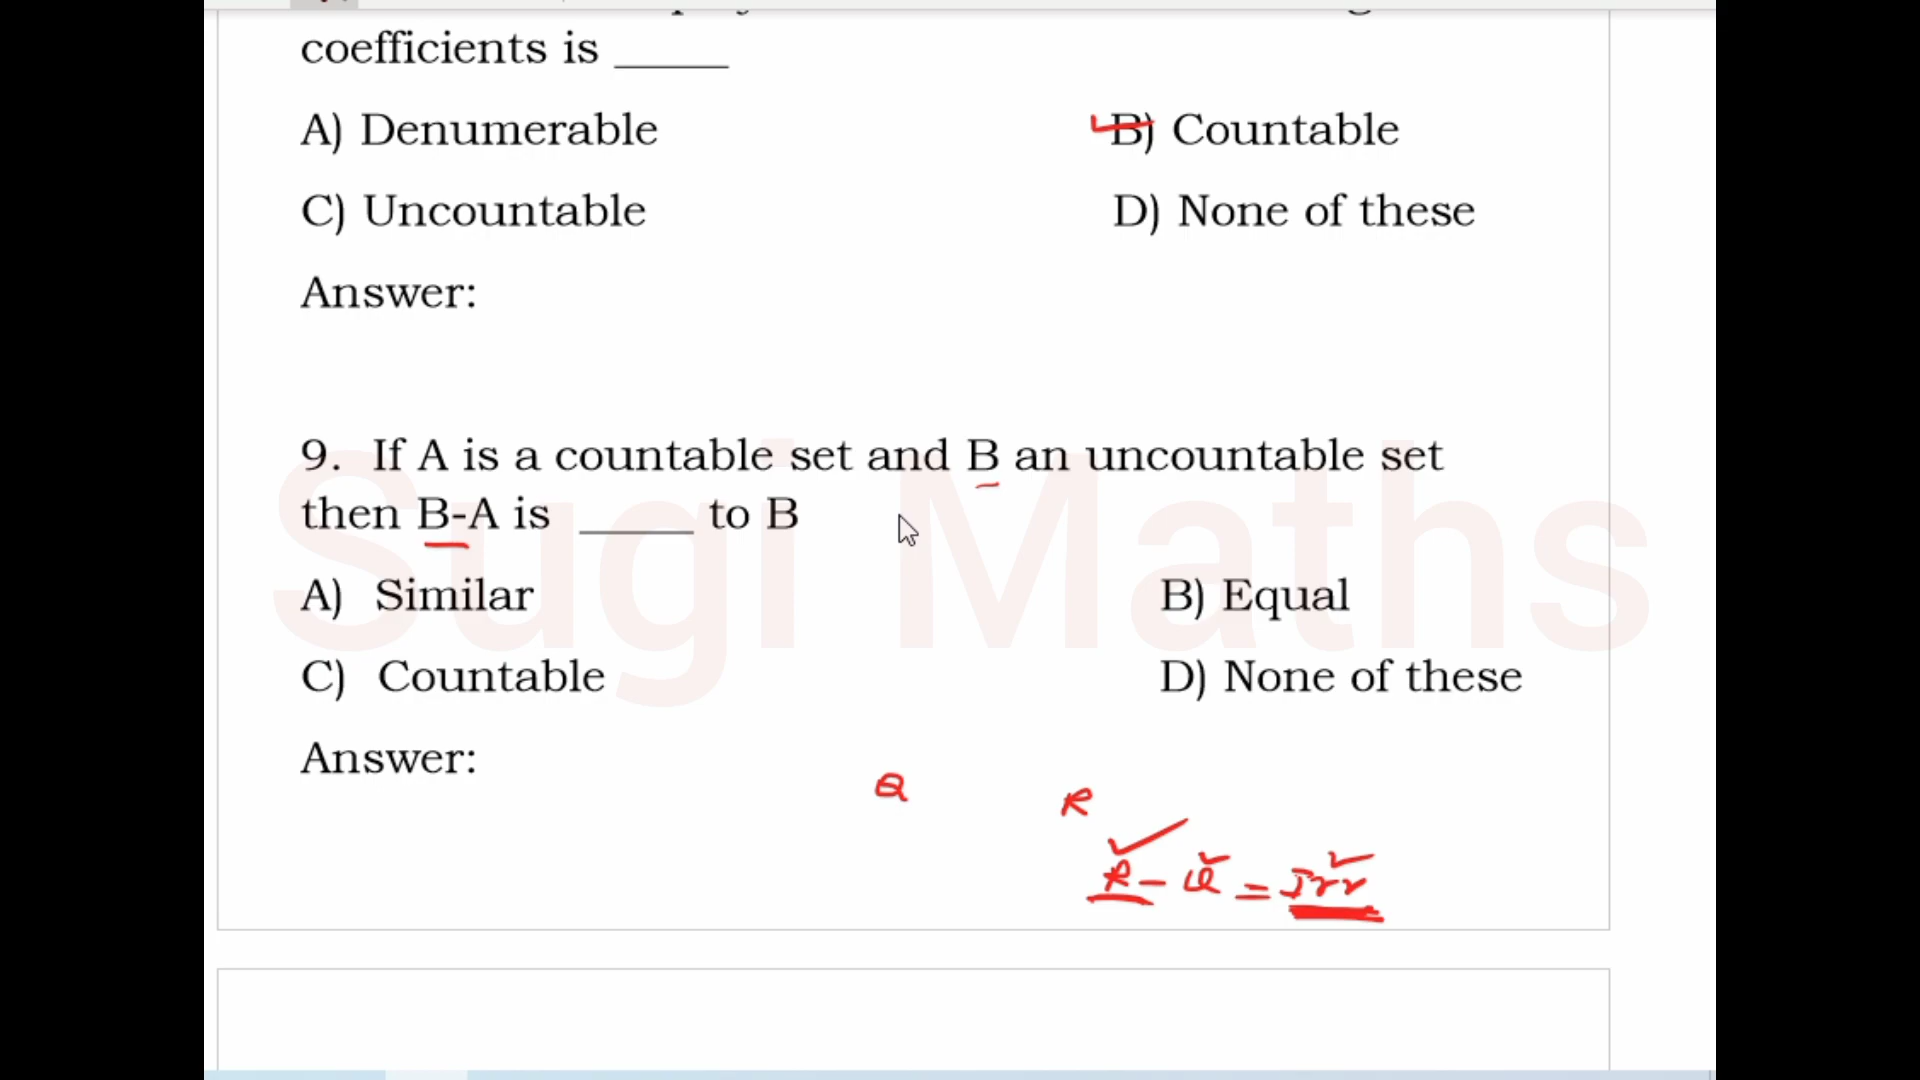 coefficients is _____
A) Denumerable B) Countable
C) Uncountable D) None of these
Answer:
9. If A is a countable set and B an uncountable set
then B-A is _____ to B
A) Similar B) Equal
C) Countable D) None of these
Answer:
Q R
R - Q = Irr
Sugi Maths